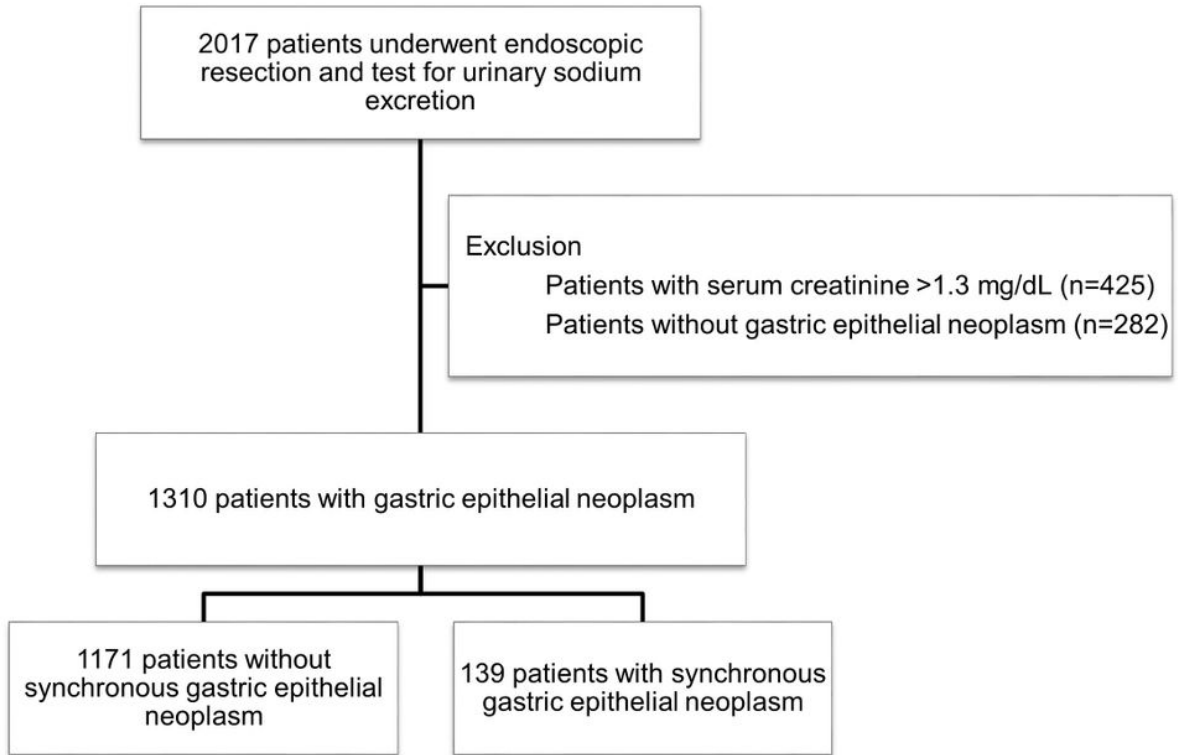 2017 patients underwent endoscopic
resection and test for urinary sodium
excretion
Exclusion
Patients with serum creatinine >1.3 mg/dL (n=425)
Patients without gastric epithelial neoplasm (n=282)
1310 patients with gastric epithelial neoplasm
1171 patients without
synchronous gastric epithelial
neoplasm
139 patients with synchronous
gastric epithelial neoplasm